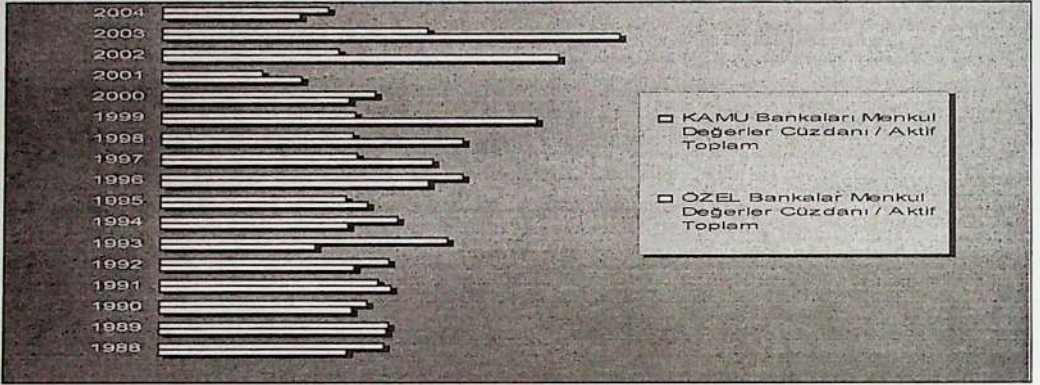 2004
2003
2002
2001
2000
1999
1998
1997
1996
1995
1994
1993
1992
1991
1990
1989
1988
KAMU Bankaları Menkul
Değerler Cüzdanı / Aktif
Toplam
ÖZEL Bankalar Menkul
Değerler Cüzdanı / Aktif
Toplam